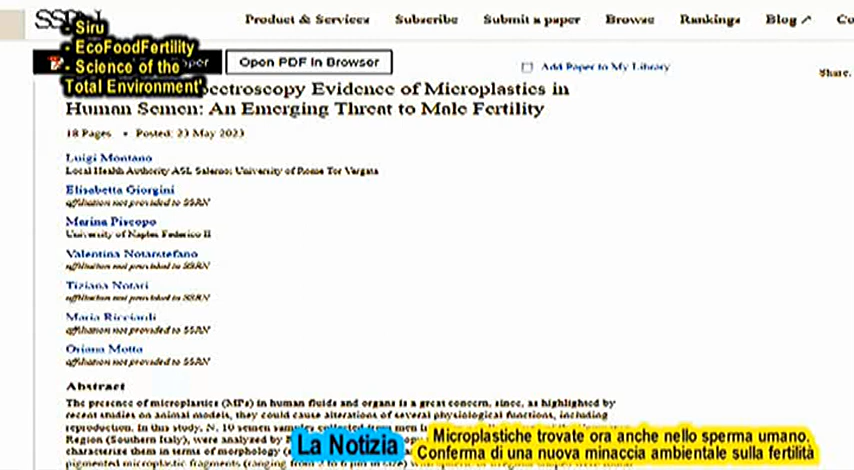 SSRN
Product & Services Subscribe Submit a paper Browse Rankings Blog ↗
- Siru
- EcoFoodFertility
- Science of the
Total Environment'
Open PDF In Browser
Add Paper to My Library
Share:
Spectroscopy Evidence of Microplastics in
Human Semen: An Emerging Threat to Male Fertility
18 Pages • Posted: 23 May 2023
Luigi Montano
Local Health Authority ASL Salerno; University of Rome Tor Vergata
Elisabetta Giorgini
affiliation not provided to SSRN
Marina Piscopo
University of Naples Federico II
Valentina Notarstefano
affiliation not provided to SSRN
Tiziana Notari
affiliation not provided to SSRN
Maria Ricciardi
affiliation not provided to SSRN
Oriana Motta
affiliation not provided to SSRN
Abstract
The presence of microplastics (MPs) in human fluids and organs is a great concern, since, as highlighted by
recent studies on animal models, they could cause alterations of several physiological functions, including
reproduction. In this study, N. 10 semen samples collected from men
Region (Southern Italy), were analyzed by
characterize them in terms of morphology
pigmented microplastic fragments (ranging from 2 to 6 µm in size)
La Notizia
Microplastiche trovate ora anche nello sperma umano.
Conferma di una nuova minaccia ambientale sulla fertilità